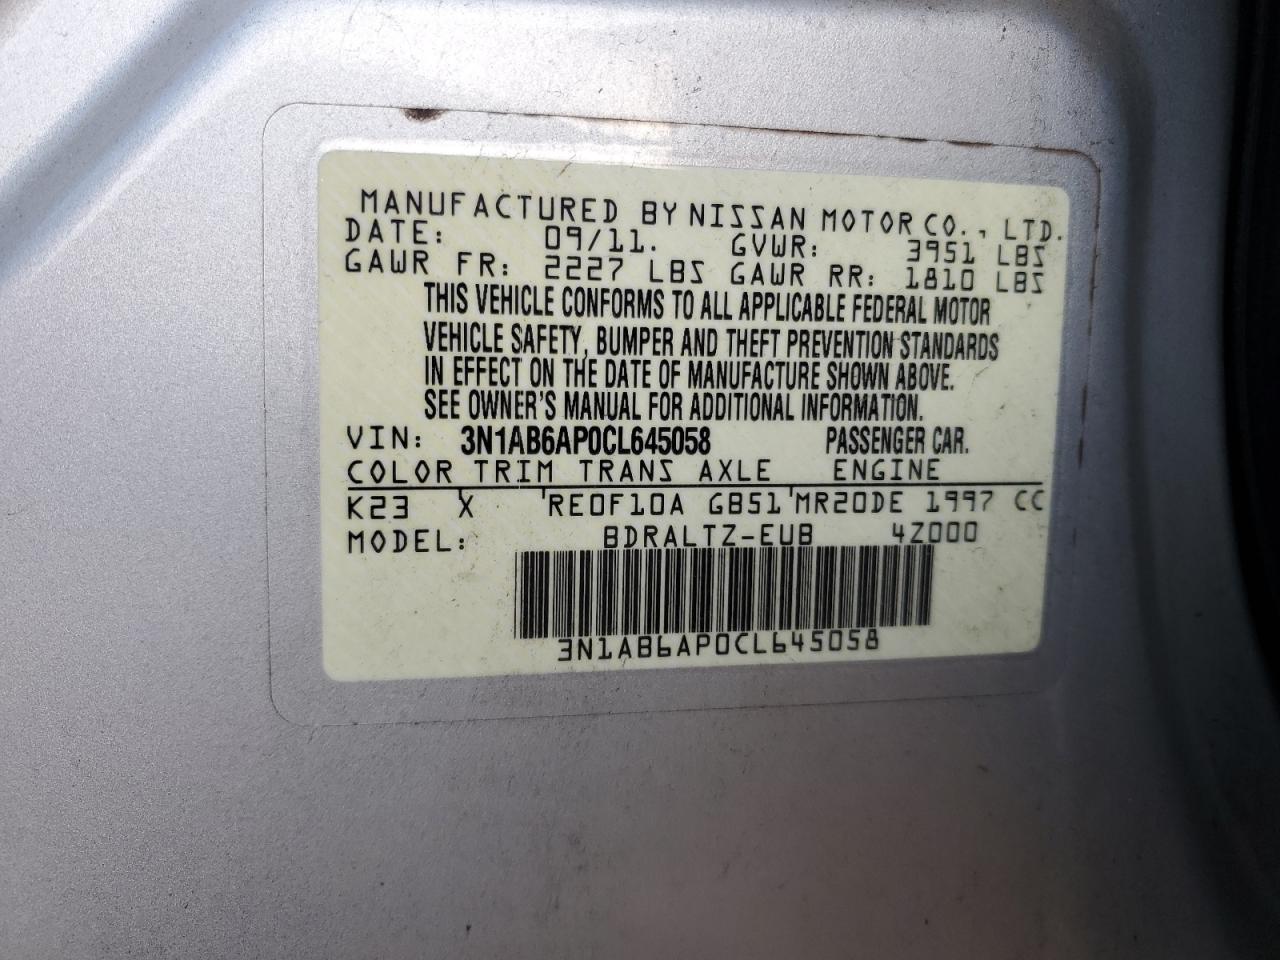 MANUFACTURED BY NISSAN MOTOR CO., LTD.
DATE: 09/11. GVWR: 3951 LBS
GAWR FR: 2227 LBS GAWR RR: 1810 LBS
THIS VEHICLE CONFORMS TO ALL APPLICABLE FEDERAL MOTOR
VEHICLE SAFETY, BUMPER AND THEFT PREVENTION STANDARDS
IN EFFECT ON THE DATE OF MANUFACTURE SHOWN ABOVE.
SEE OWNER'S MANUAL FOR ADDITIONAL INFORMATION.
VIN: 3N1AB6AP0CL645058 PASSENGER CAR.
COLOR TRIM TRANS AXLE ENGINE
K23 X RE0F10A GB51 MR20DE 1997 CC
MODEL: BDRALTZ-EUB 4Z000
3N1AB6AP0CL645058